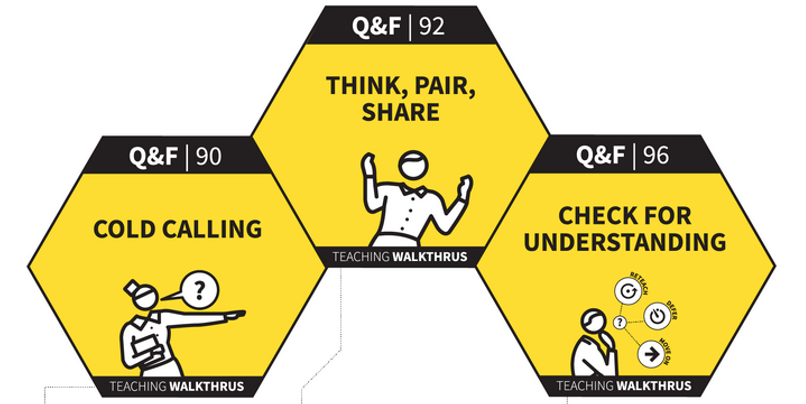 Q&F | 92
THINK, PAIR,
SHARE
TEACHING WALKTHRUS
Q&F | 90
COLD CALLING
?
TEACHING WALKTHRUS
Q&F | 96
CHECK FOR
UNDERSTANDING
RETEACH
?
DEFER
MOVE ON
TEACHING WALKTHRUS